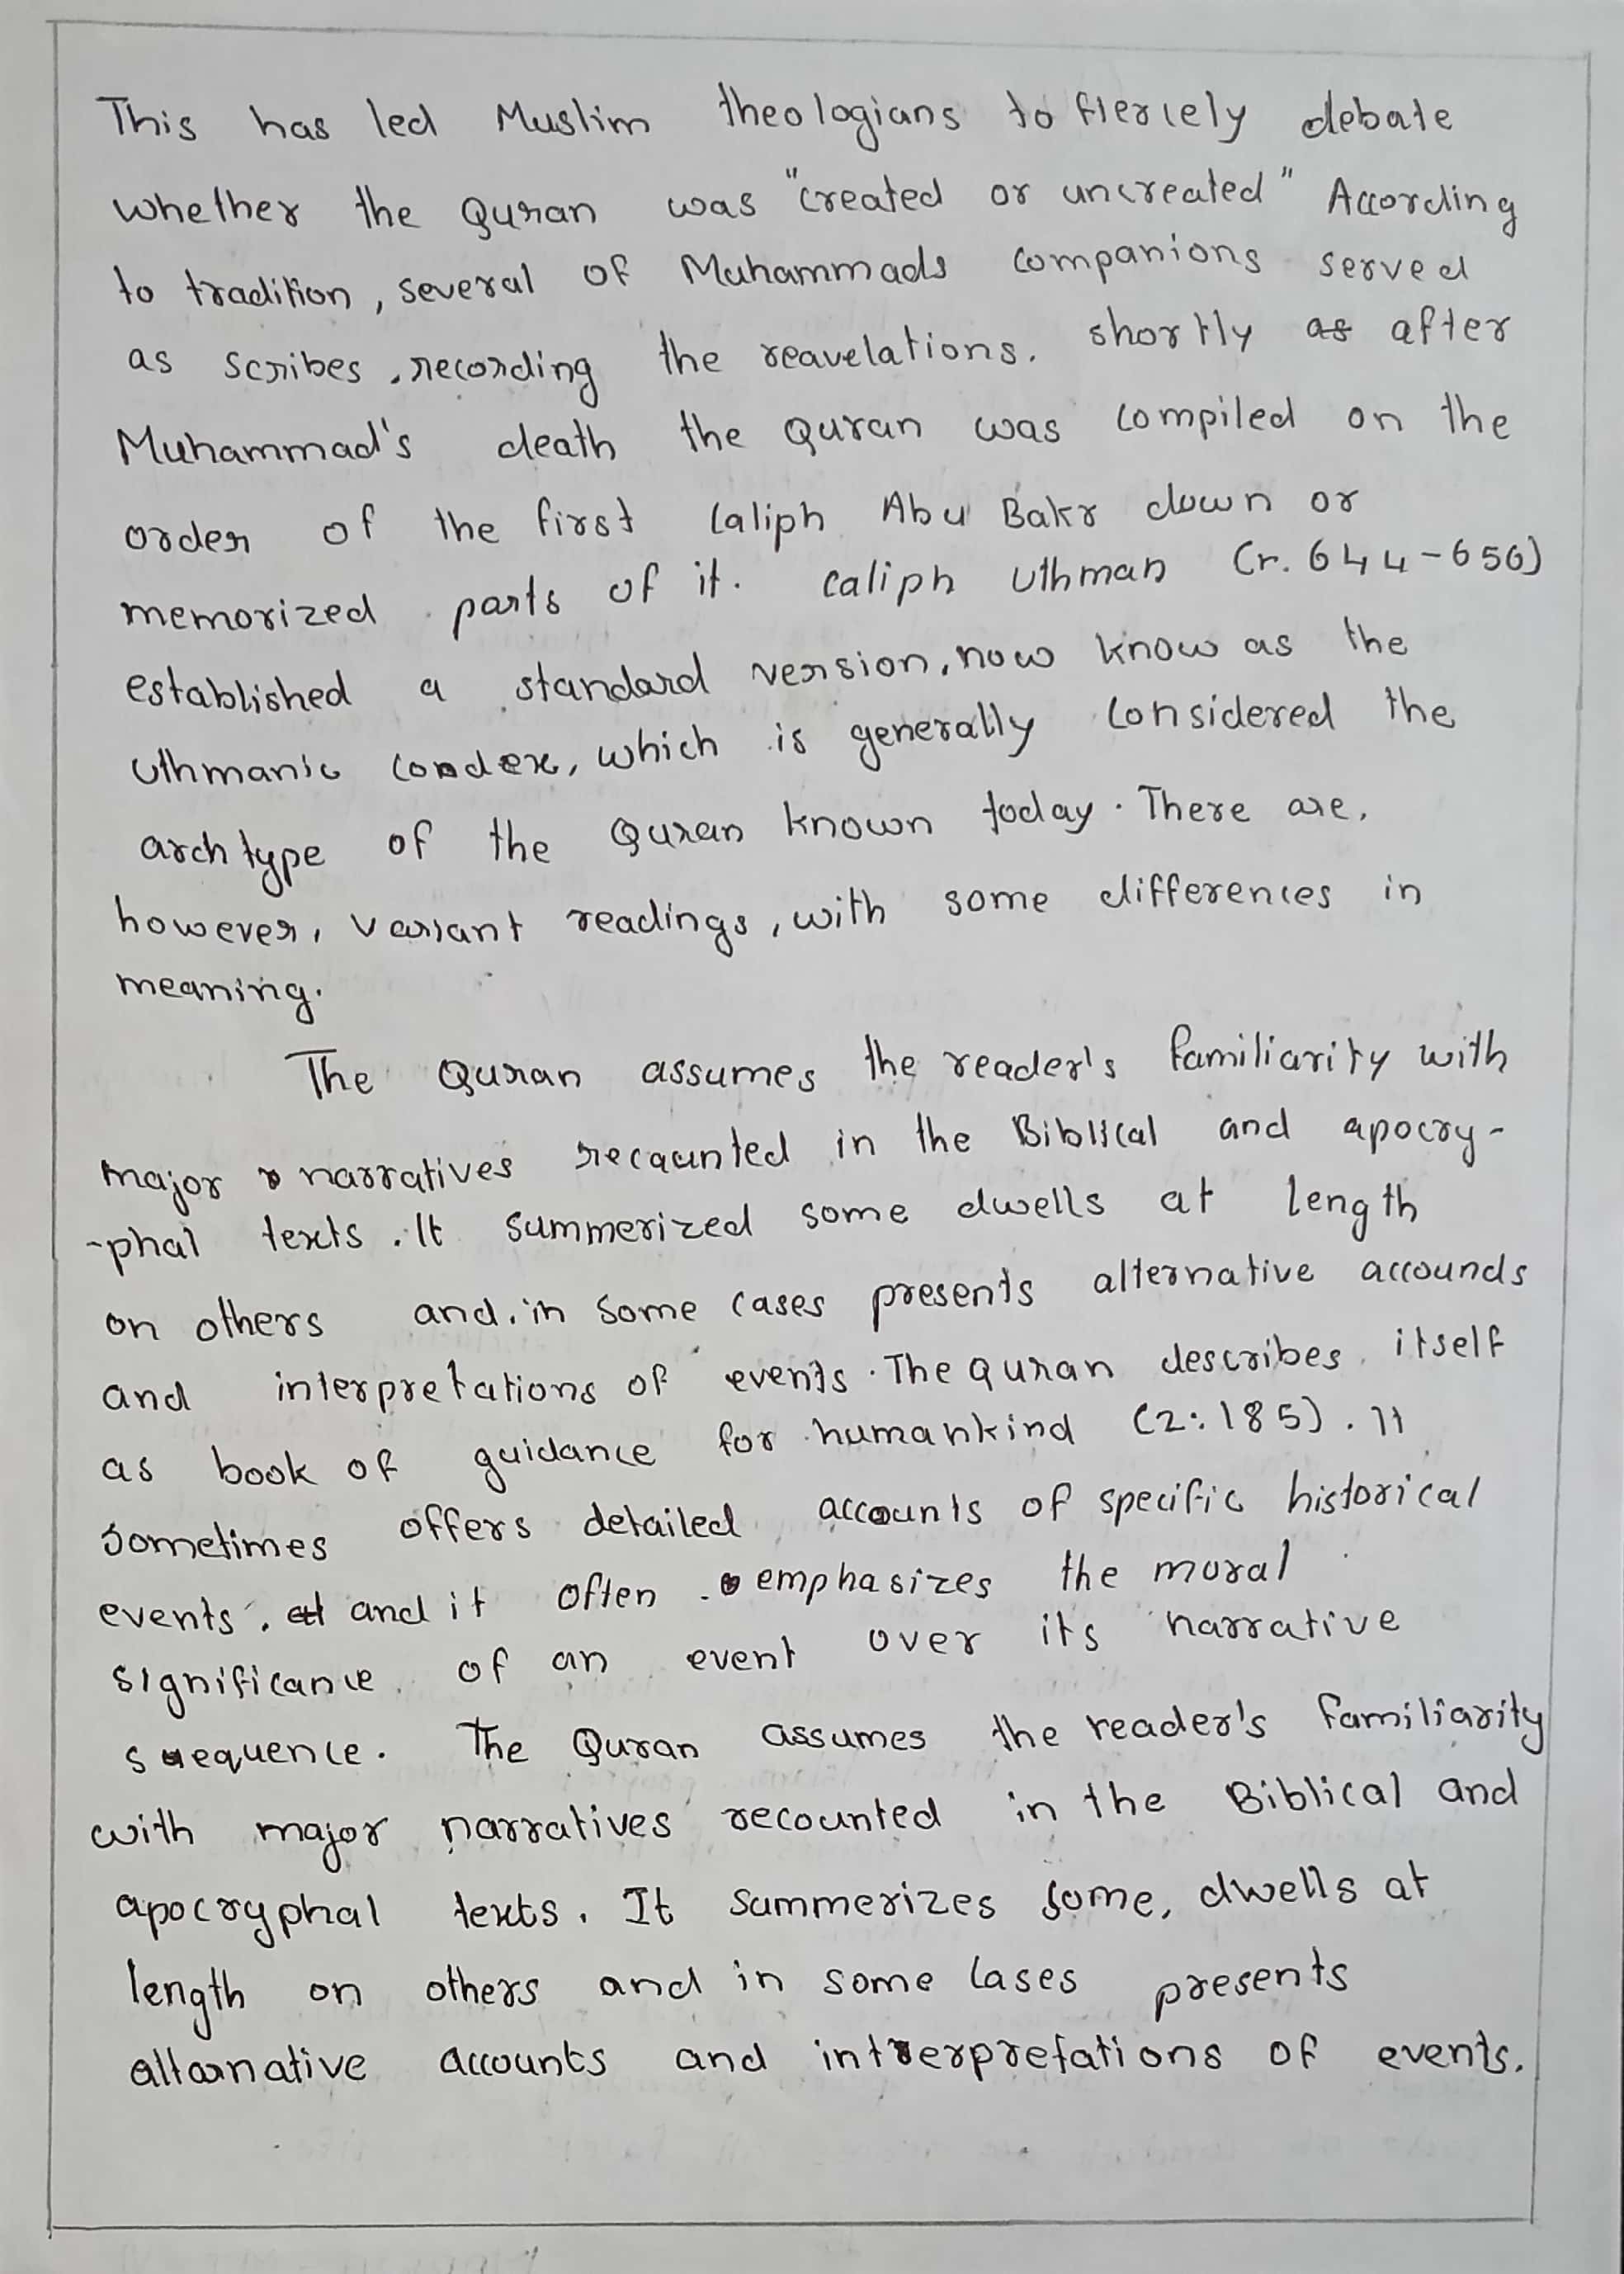 This has led Muslim theologians to fiercely debate
whether the Quran was "created or uncreated" According
to tradition, several of Muhammads companions served
as scribes, recording the reavelations. shortly as after
Muhammad's death the Quran was compiled on the
order of the first caliph Abu Bakr down or
memorized parts of it. caliph Uthman (r. 644-656)
established a standard version, now know as the
Uthmanic condex, which is generally considered the
archtype of the Quran known today. There are,
however, variant readings, with some differences in
meaning.
The Quran assumes the reader's familiarity with
major narratives recaunted in the Biblical and apocry-
-phal texts. It summerized some dwells at length
on others and, in some cases presents alternative accounds
and interpretations of events. The quran describes itself
as book of guidance for humankind (2:185). It
sometimes offers detailed accounts of specific historical
events, and it often emphasizes the moral
significance of an event over its narrative
sequence. The Quran assumes the reader's familiarity
with major narratives recounted in the Biblical and
apocryphal texts. It summerizes some, dwells at
length on others and in some cases presents
altarnative accounts and interpretations of events.